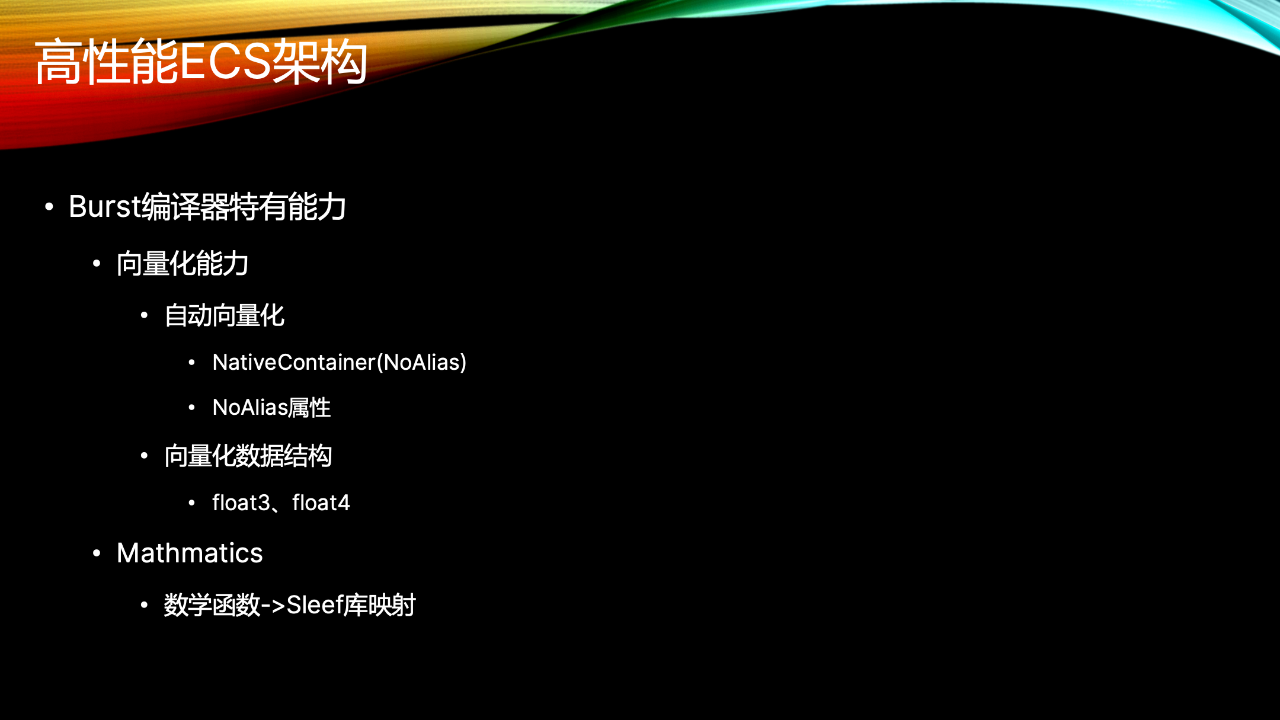 高性能ECS架构
• Burst编译器特有能力
• 向量化能力
• 自动向量化
• NativeContainer(NoAlias)
• NoAlias属性
• 向量化数据结构
• float3、float4
• Mathmatics
• 数学函数->Sleef库映射